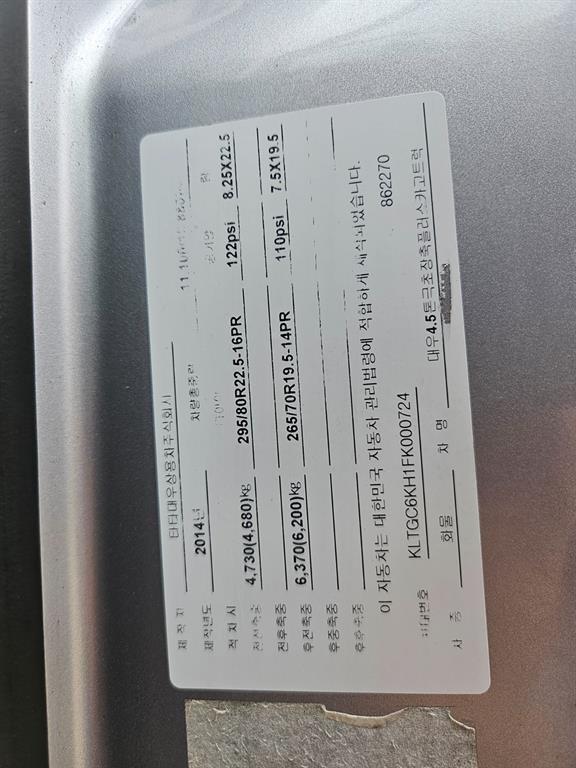 제작자 타타대우상용차주식회사
제작년도 2014년 차량총중량
적차시
전전축중 4,730(4,680)kg 295/80R22.5-16PR 122psi 8.25X22.5
전후축중
후전축중 6,370(6,200)kg 265/70R19.5-14PR 110psi 7.5X19.5
후중축중
후후축중
이 자동차는 대한민국 자동차 관리법령에 적합하게 제작되었습니다.
차대번호 KLTGC6KH1FK000724 862270
차종 화물 차명 대우4.5톤극초장축플러스카고트럭